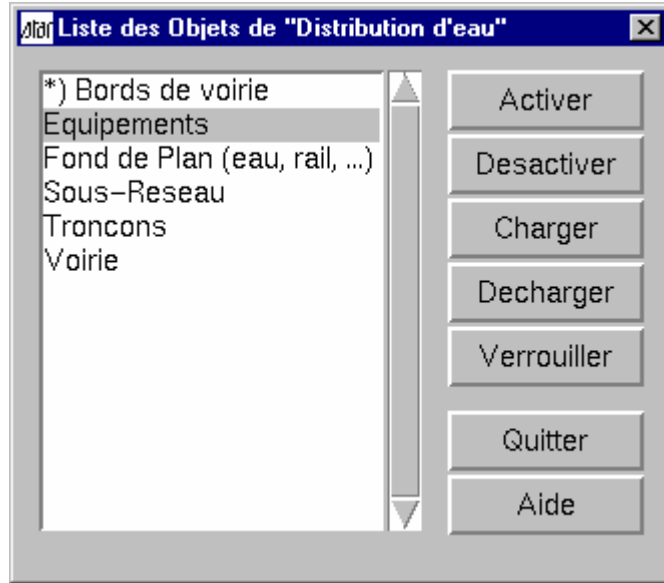 Liste des Objets de "Distribution d'eau"
*) Bords de voirie
Equipements
Fond de Plan (eau, rail, ...)
Sous-Reseau
Troncons
Voirie
Activer
Desactiver
Charger
Decharger
Verrouiller
Quitter
Aide